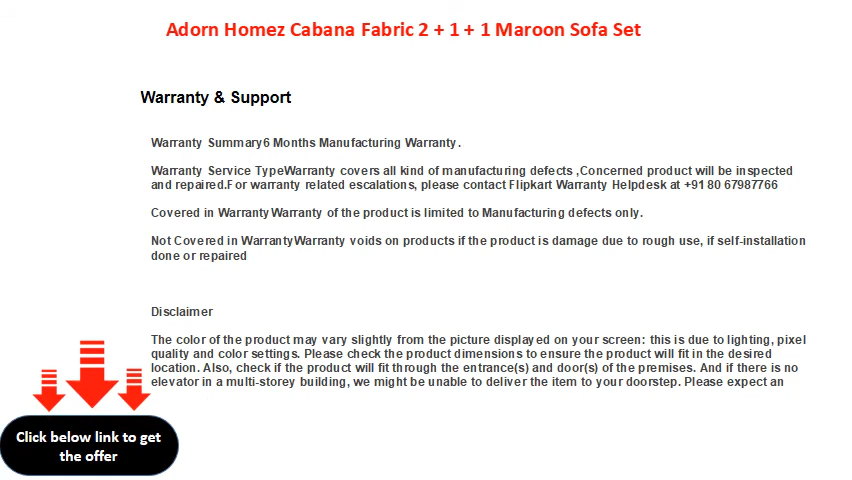 Adorn Homez Cabana Fabric 2 + 1 + 1 Maroon Sofa Set
Warranty & Support
Warranty Summary6 Months Manufacturing Warranty.
Warranty Service TypeWarranty covers all kind of manufacturing defects ,Concerned product will be inspected
and repaired.For warranty related escalations, please contact Flipkart Warranty Helpdesk at +91 80 67987766
Covered in WarrantyWarranty of the product is limited to Manufacturing defects only.
Not Covered in WarrantyWarranty voids on products if the product is damage due to rough use, if self-installation
done or repaired
Disclaimer
The color of the product may vary slightly from the picture displayed on your screen: this is due to lighting, pixel
quality and color settings. Please check the product dimensions to ensure the product will fit in the desired
location. Also, check if the product will fit through the entrance(s) and door(s) of the premises. And if there is no
elevator in a multi-storey building, we might be unable to deliver the item to your doorstep. Please expect an
Click below link to get
the offer